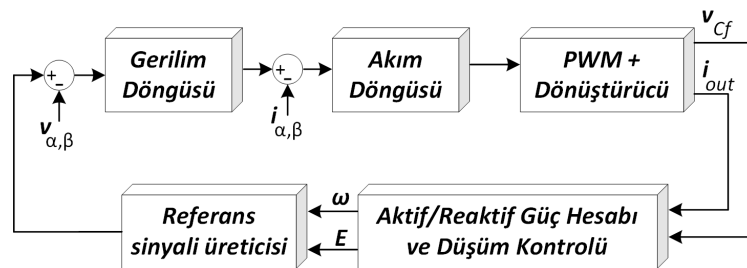 Gerilim
Döngüsü
Akım
Döngüsü
PWM +
Dönüştürücü
v_Cf
i_out
+
-
v_α,β
+
-
i_α,β
Referans
sinyali üreticisi
ω
E
Aktif/Reaktif Güç Hesabı
ve Düşüm Kontrolü